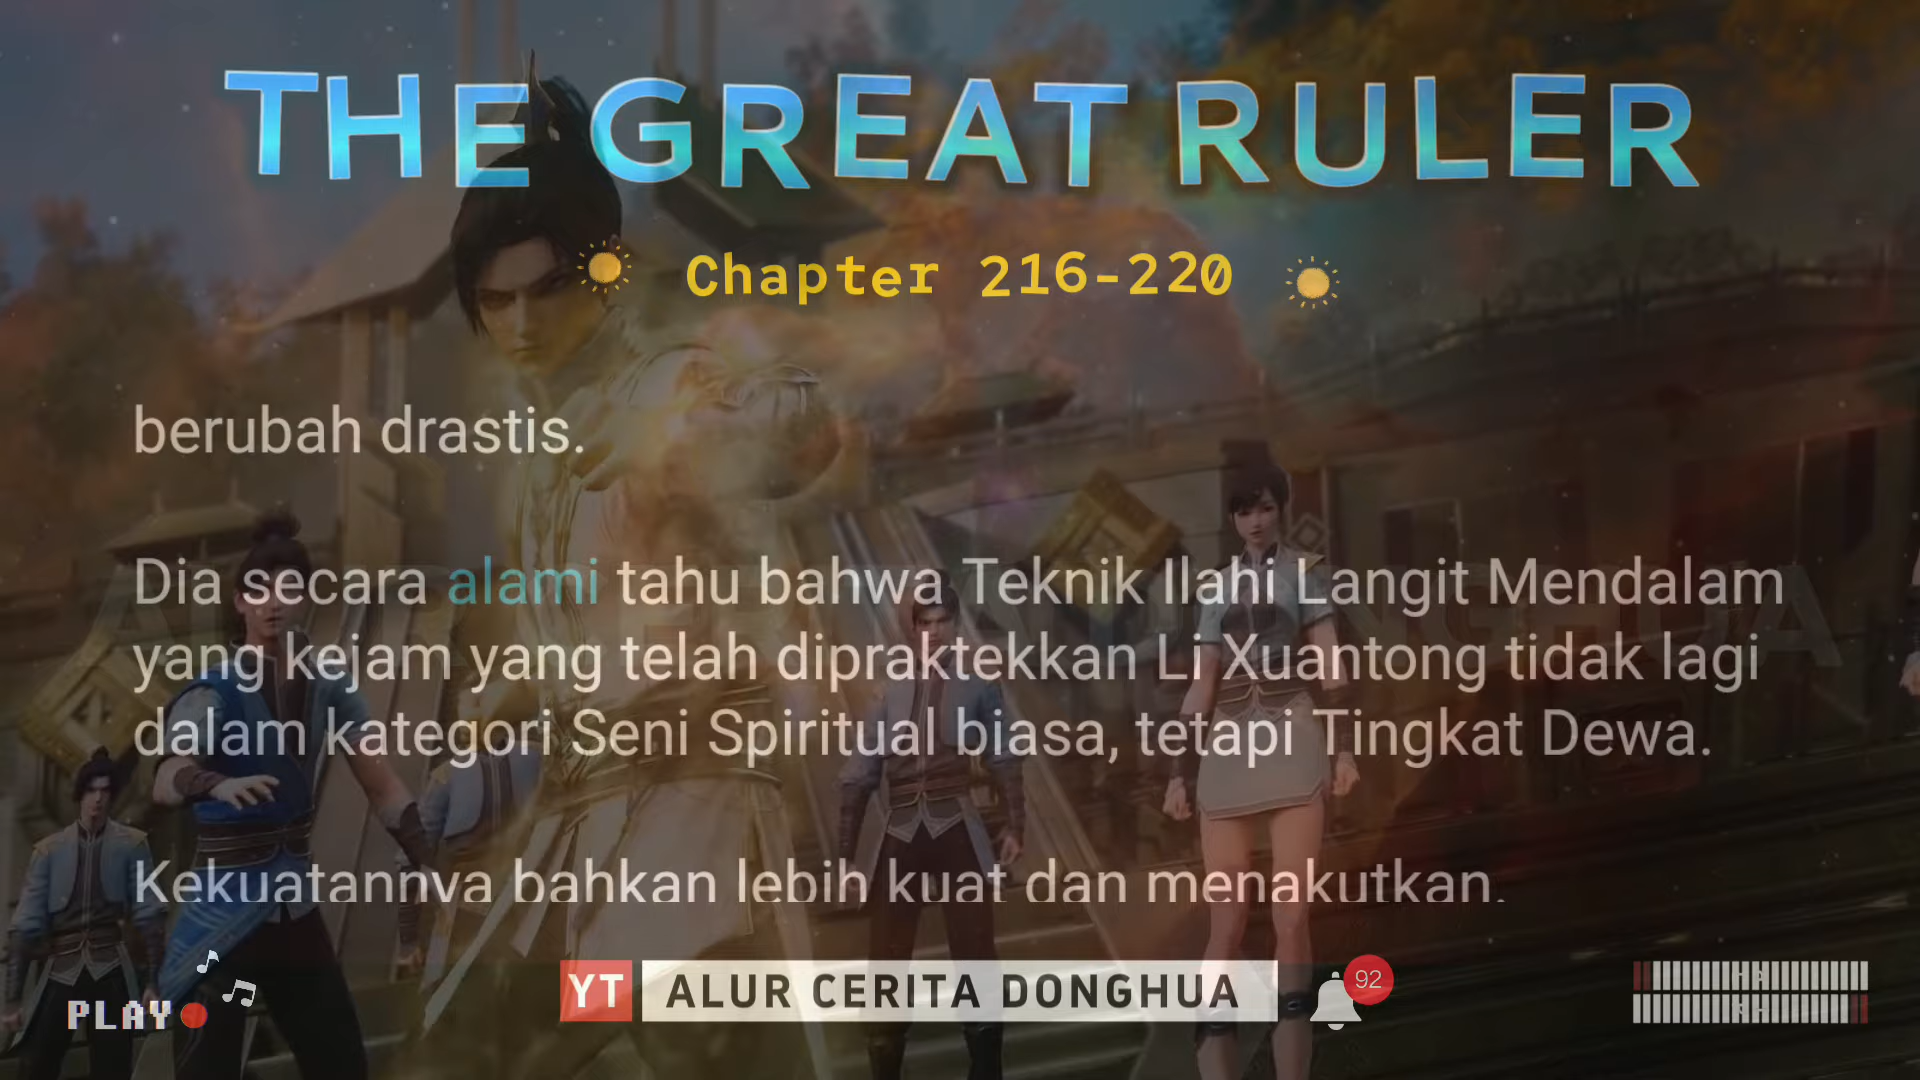 THE GREAT RULER
Chapter 216-220
berubah drastis.
Dia secara alami tahu bahwa Teknik Ilahi Langit Mendalam
yang kejam yang telah dipraktekkan Li Xuantong tidak lagi
dalam kategori Seni Spiritual biasa, tetapi Tingkat Dewa.
Kekuatannya bahkan lebih kuat dan menakutkan.
PLAY
YT ALUR CERITA DONGHUA
92